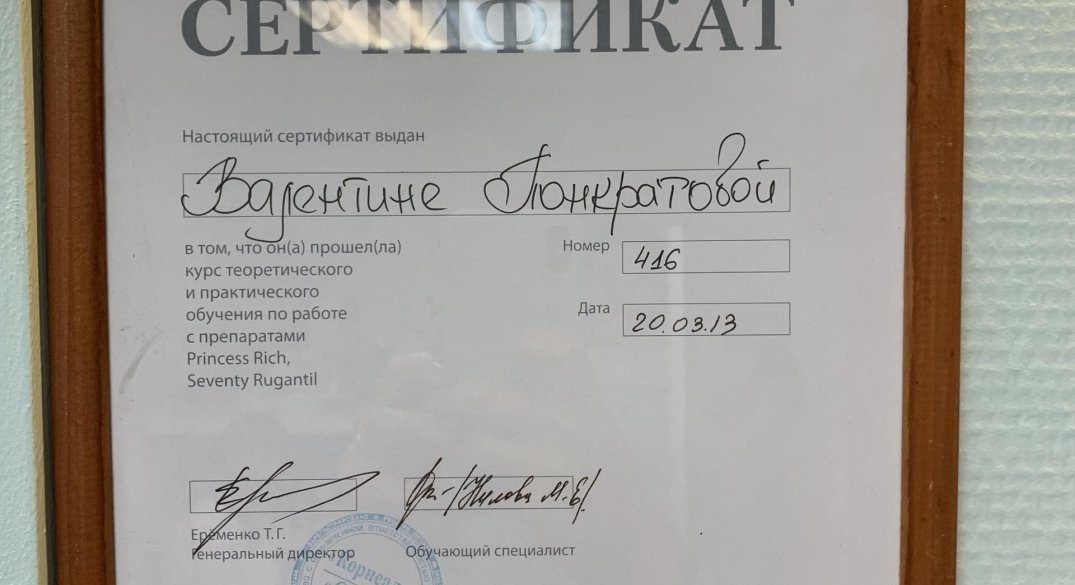 СЕРТИФИКАТ
Настоящий сертификат выдан
Валентине Понкратовой
в том, что он(а) прошел(ла)
курс теоретического
и практического
обучения по работе
с препаратами
Princess Rich,
Seventy Rugantil
Номер
416
Дата
20.03.13
Нилова М.Е/
Еременко Т.Г.
Генеральный директор
Обучающий специалист